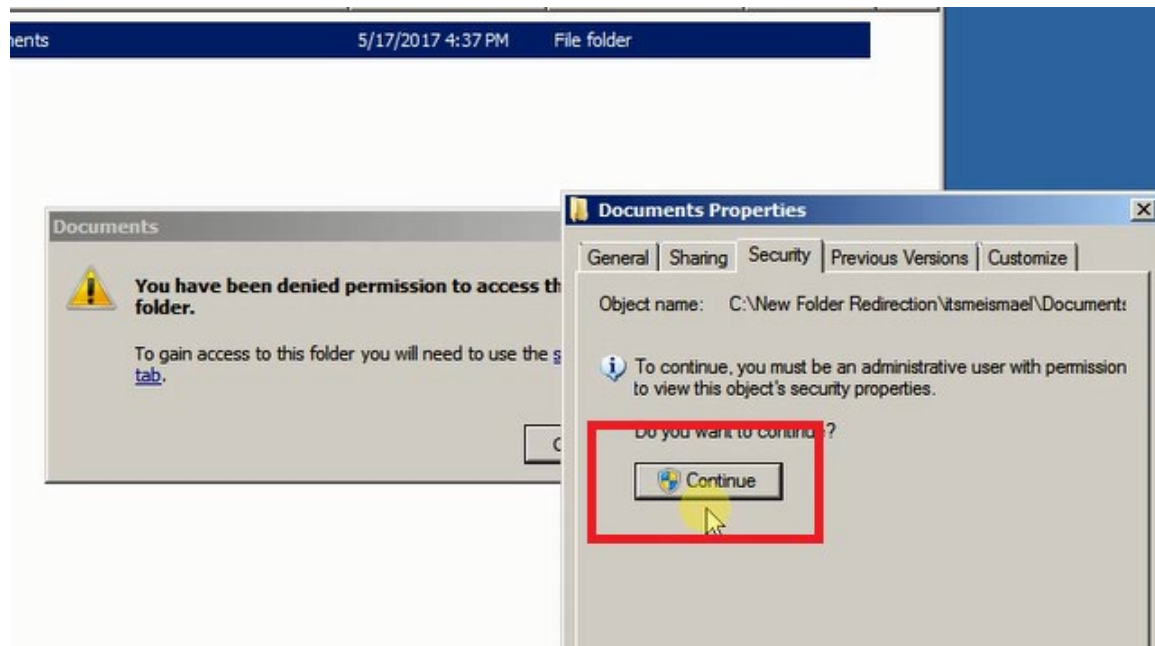 5/17/2017 4:37 PM File folder
Documents
You have been denied permission to access
folder.
To gain access to this folder you will need to use the
tab.
Documents Properties
General Sharing Security Previous Versions Customize
Object name: C:\New Folder Redirection\itsmeismael\Documents
To continue, you must be an administrative user with permission
to view this object's security properties.
Do you want to continue?
Continue